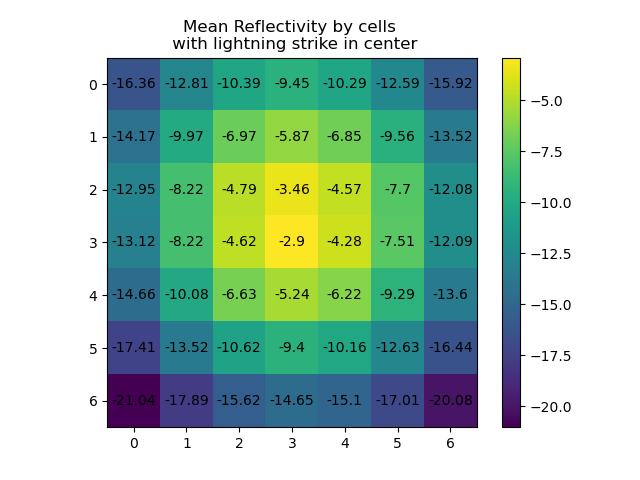 Mean Reflectivity by cells
with lightning strike in center
0 -16.36 -12.81 -10.39 -9.45 -10.29 -12.59 -15.92
1 -14.17 -9.97 -6.97 -5.87 -6.85 -9.56 -13.52
2 -12.95 -8.22 -4.79 -3.46 -4.57 -7.7 -12.08
3 -13.12 -8.22 -4.62 -2.9 -4.28 -7.51 -12.09
4 -14.66 -10.08 -6.63 -5.24 -6.22 -9.29 -13.6
5 -17.41 -13.52 -10.62 -9.4 -10.16 -12.63 -16.44
6 -21.04 -17.89 -15.62 -14.65 -15.1 -17.01 -20.08
0 1 2 3 4 5 6
−5.0
−7.5
−10.0
−12.5
−15.0
−17.5
−20.0